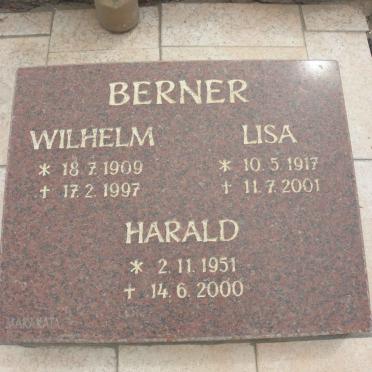 BERNER
WILHELM LISA
* 18.7.1909 * 10.5.1917
† 17.2.1997 † 11.7.2001
HARALD
* 2.11.1951
† 14.6.2000